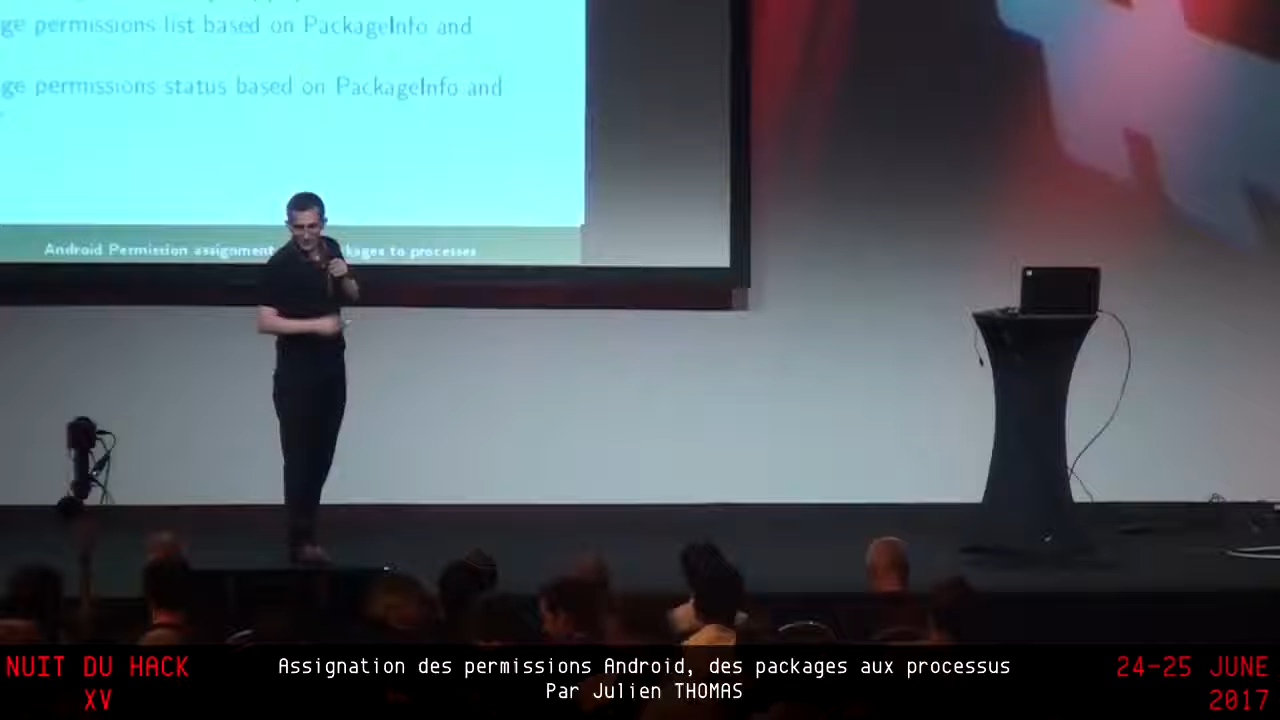 ge permissions list based on PackageInfo and
ge permissions status based on PackageInfo and
Android Permission assignment kages to processes
NUIT DU HACK
XV
Assignation des permissions Android, des packages aux processus
Par Julien THOMAS
24-25 JUNE
2017